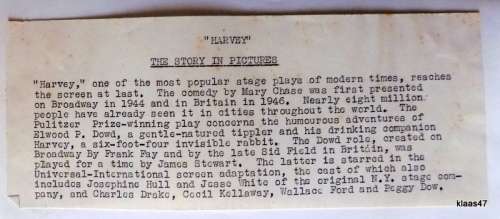 "HARVEY"
THE STORY IN PICTURES
"Harvey," one of the most popular stage plays of modern times, reaches
the screen at last. The comedy by Mary Chase was first presented
on Broadway in 1944 and in Britain in 1946. Nearly eight million
people have already seen it in cities throughout the world. The
Pulitzer Prize-winning play concerns the humourous adventures of
Elwood P. Dowd, a gentle-natured tippler and his drinking companion
Harvey, a six-foot-four invisible rabbit. The Dowd role, created on
Broadway By Frank Fay and by the late Sid Field in Britain, was
played for a time by James Stewart. The latter is starred in the
Universal-International screen adaptation, the cast of which also
includes Josephine Hull and Jesse White of the original N.Y. stage com-
pany, and Charles Drake, Cecil Kellaway, Wallace Ford and Peggy Dow.
klaas47